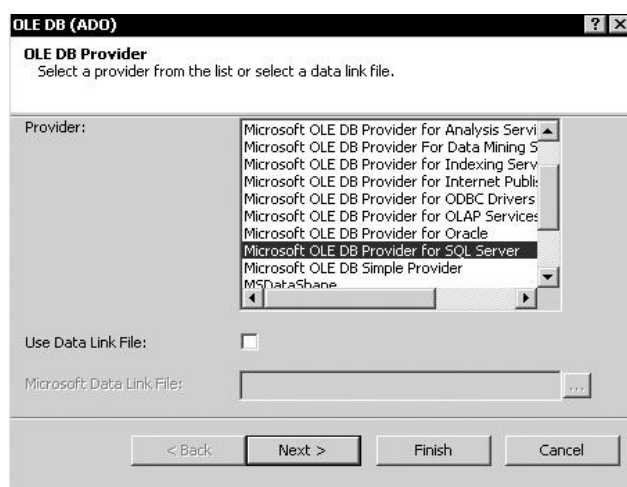 OLE DB (ADO)
OLE DB Provider
Select a provider from the list or select a data link file.
Provider:
Microsoft OLE DB Provider for Analysis Servi
Microsoft OLE DB Provider For Data Mining S
Microsoft OLE DB Provider for Indexing Serv
Microsoft OLE DB Provider for Internet Publis
Microsoft OLE DB Provider for ODBC Drivers
Microsoft OLE DB Provider for OLAP Services
Microsoft OLE DB Provider for Oracle
Microsoft OLE DB Provider for SQL Server
Microsoft OLE DB Simple Provider
MSDataShape
Use Data Link File:
Microsoft Data Link File:
...
< Back Next > Finish Cancel